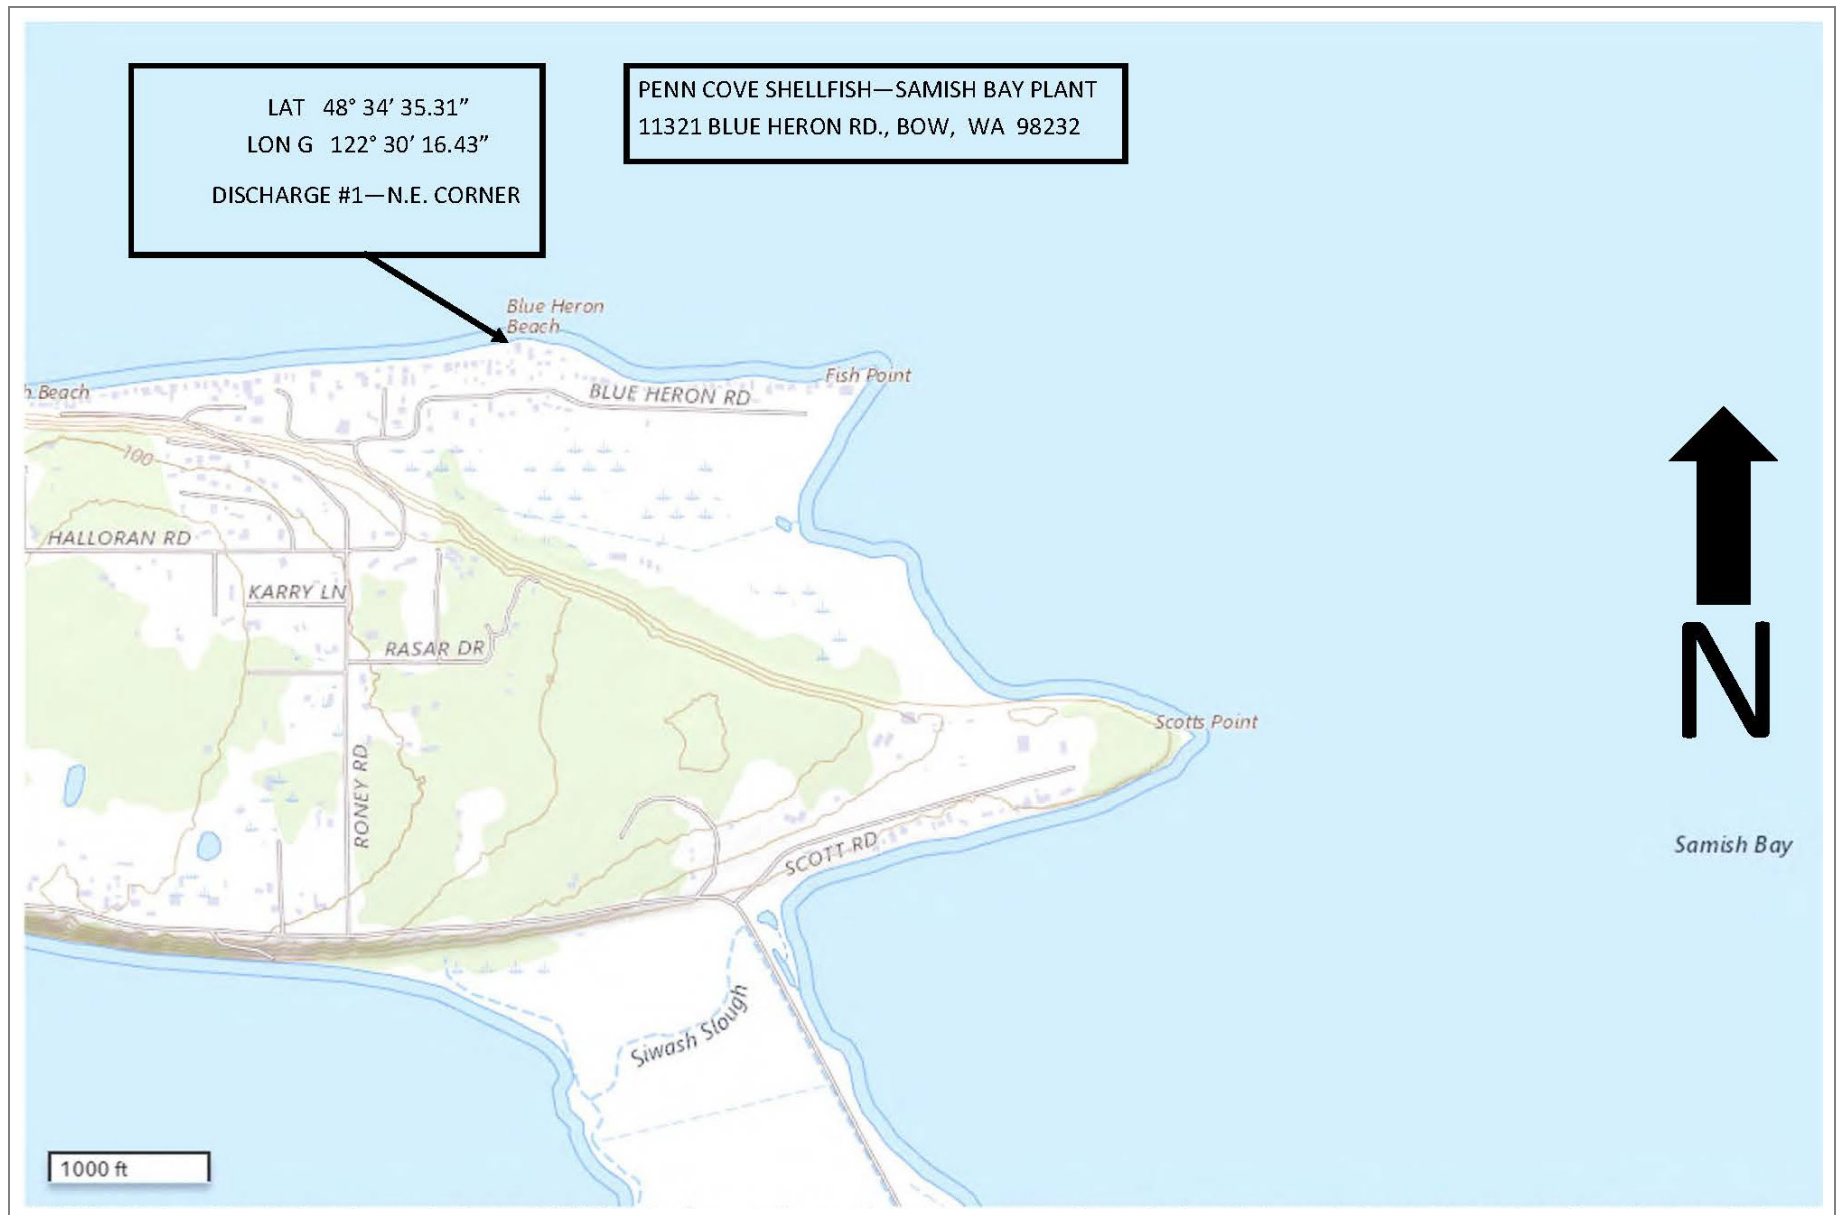 LAT 48° 34’ 35.31”
LON G 122° 30’ 16.43”
DISCHARGE #1—N.E. CORNER
PENN COVE SHELLFISH—SAMISH BAY PLANT
11321 BLUE HERON RD., BOW, WA 98232
Blue Heron
Beach
Fish Point
h Beach
BLUE HERON RD
100
HALLORAN RD
KARRY LN
RASAR DR
N
Scotts Point
RONEY RD
SCOTT RD
Samish Bay
Siwash Slough
1000 ft